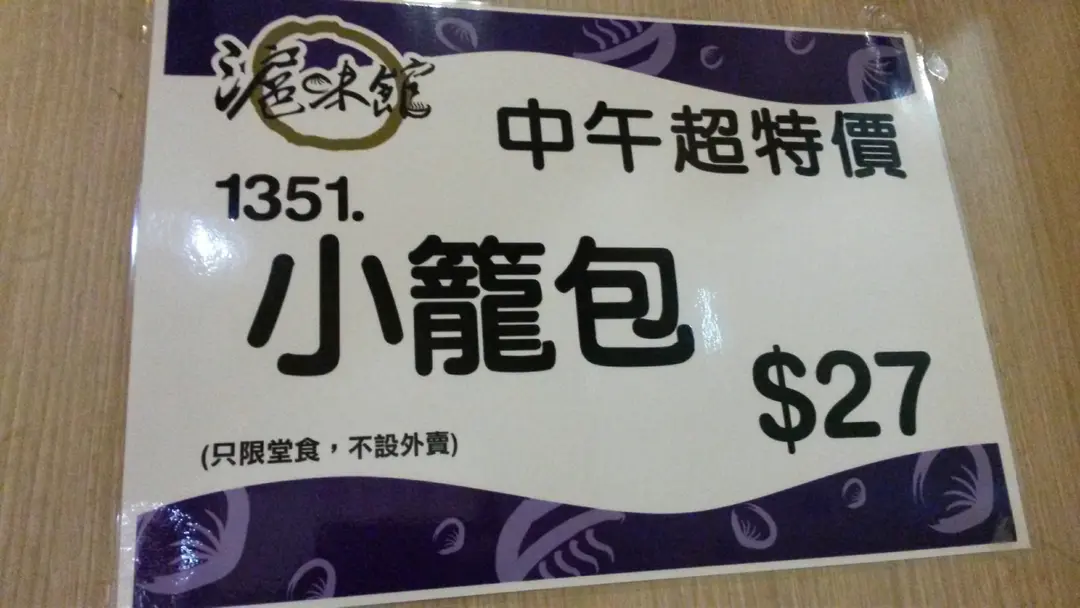 滬味館
中午超特價
1351.
小籠包
$27
(只限堂食，不設外賣)